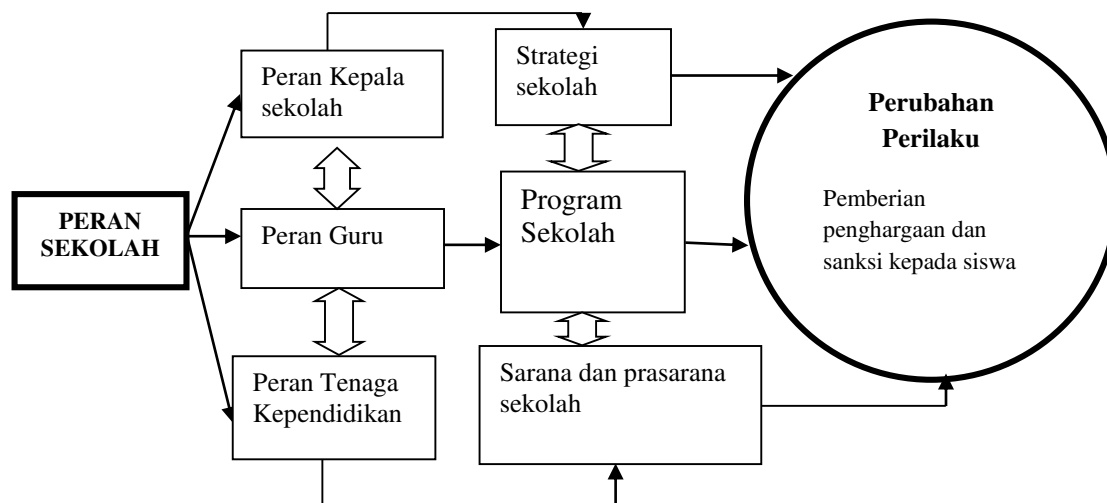 PERAN
SEKOLAH
Peran Kepala
sekolah
Peran Guru
Peran Tenaga
Kependidikan
Strategi
sekolah
Program
Sekolah
Sarana dan prasarana
sekolah
Perubahan
Perilaku
Pemberian
penghargaan dan
sanksi kepada siswa